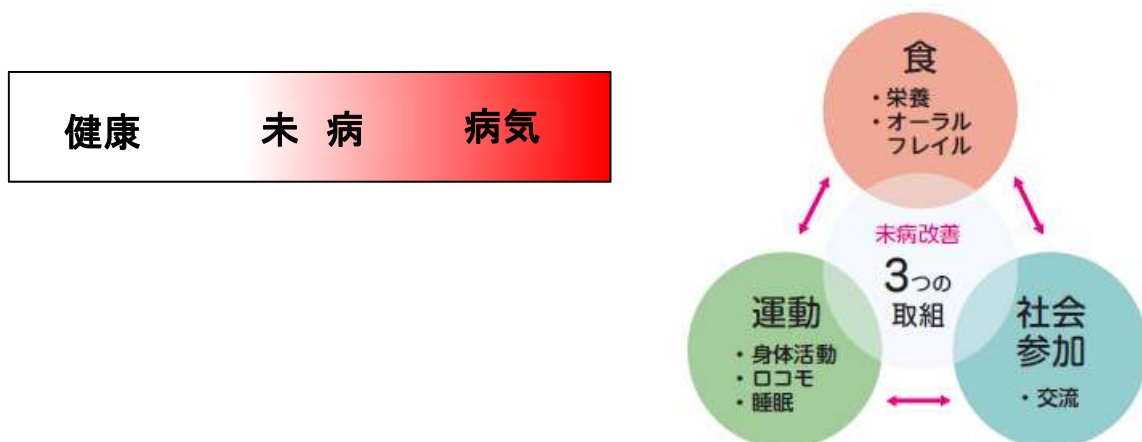 健康 未 病 病気
食
・栄養
・オーラル
フレイル
未病改善
3つの
取組
運動
・身体活動
・ロコモ
・睡眠
社会
参加
・交流